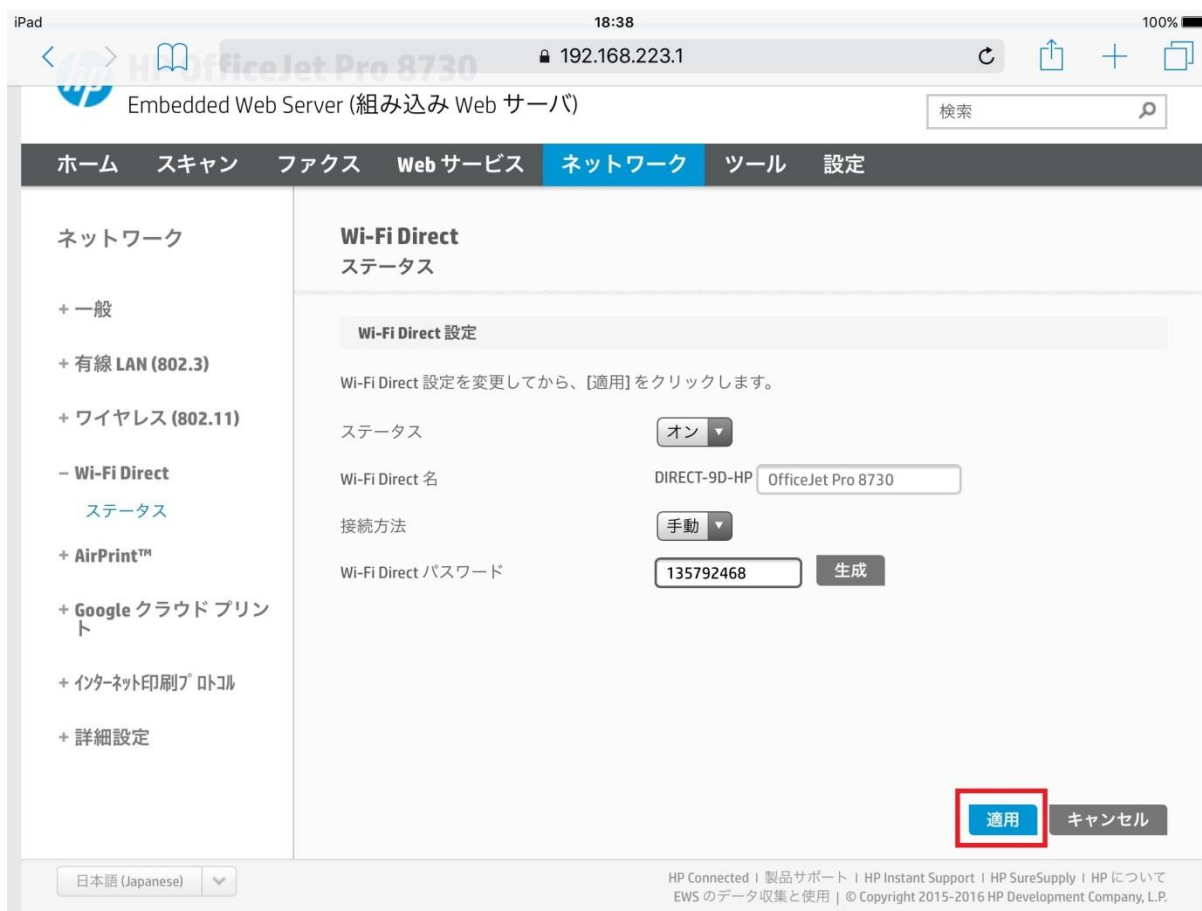 iPad 18:38 100%
192.168.223.1
hp HP OfficeJet Pro 8730
Embedded Web Server (組み込み Web サーバ)
検索
ホーム スキャン ファクス Web サービス ネットワーク ツール 設定
ネットワーク
+ 一般
+ 有線 LAN (802.3)
+ ワイヤレス (802.11)
− Wi-Fi Direct
ステータス
+ AirPrint™
+ Google クラウド プリン
ト
+ インターネット印刷プロトコル
+ 詳細設定
Wi-Fi Direct
ステータス
Wi-Fi Direct 設定
Wi-Fi Direct 設定を変更してから、[適用] をクリックします。
ステータス オン
Wi-Fi Direct 名 DIRECT-9D-HP OfficeJet Pro 8730
接続方法 手動
Wi-Fi Direct パスワード 135792468 生成
適用 キャンセル
日本語 (Japanese)
HP Connected | 製品サポート | HP Instant Support | HP SureSupply | HP について
EWS のデータ収集と使用 | © Copyright 2015-2016 HP Development Company, L.P.